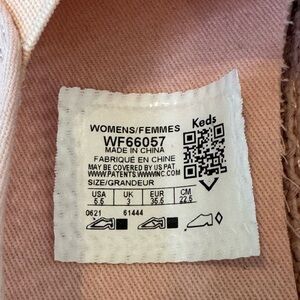 Keds
WOMENS/FEMMES
WF66057
MADE IN CHINA
FABRIQUÉ EN CHINE
MAY BE COVERED BY US PAT.
WWW.PATENTS.WWWINC.COM
SIZE/GRANDEUR
USA UK EUR CM
5.5 3 35.5 22.5
0621 61444